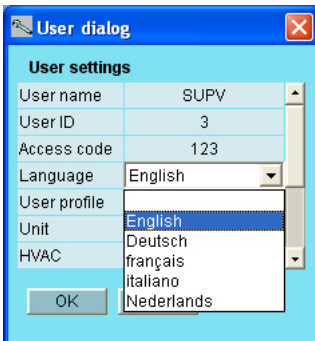 User dialog
User settings
User name SUPV
User ID 3
Access code 123
Language English
User profile
Unit English
HVAC Deutsch
français
italiano
OK Nederlands